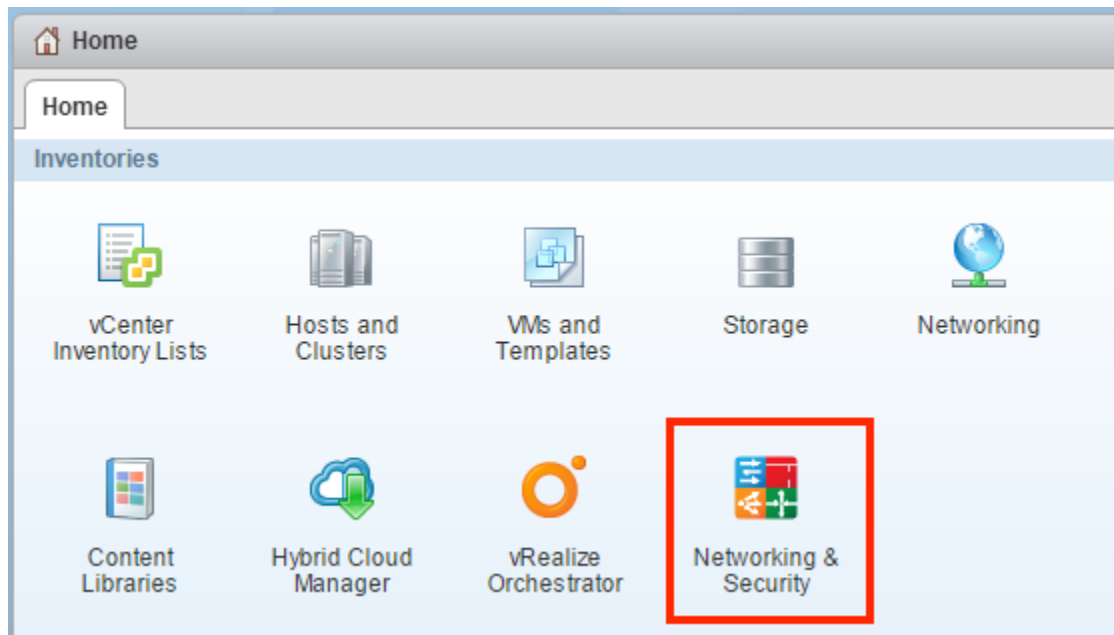 Home
Home
Inventories
vCenter
Inventory Lists
Hosts and
Clusters
VMs and
Templates
Storage
Networking
Content
Libraries
Hybrid Cloud
Manager
vRealize
Orchestrator
Networking &
Security